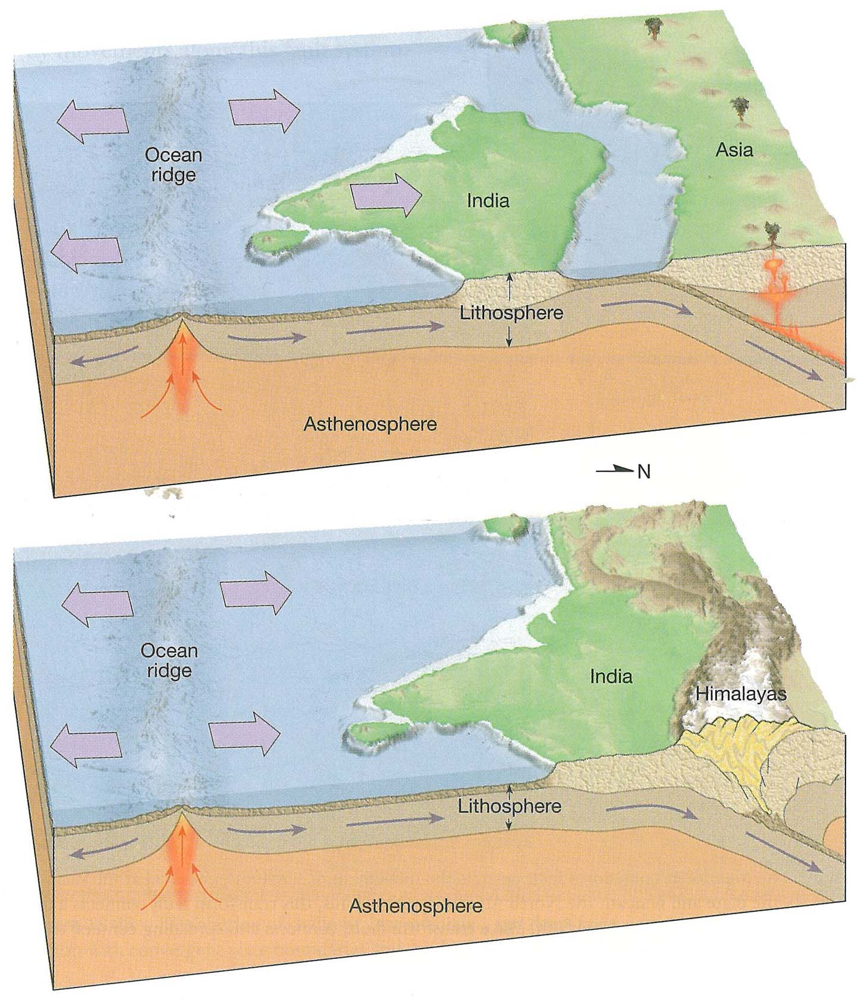 Ocean
ridge
India
Asia
Lithosphere
Asthenosphere
N
Ocean
ridge
India
Himalayas
Lithosphere
Asthenosphere